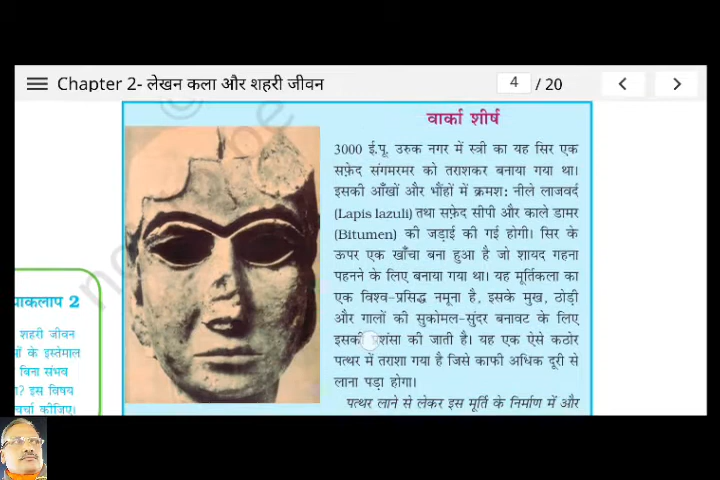 Chapter 2- लेखन कला और शहरी जीवन
4 / 20
वार्का शीर्ष
3000 ई.पू. उरुक नगर में स्त्री का यह सिर एक
सफ़ेद संगमरमर को तराशकर बनाया गया था।
इसकी आँखों और भौंहों में क्रमशः नीले लाजवर्द
(Lapis lazuli) तथा सफ़ेद सीपी और काले डामर
(Bitumen) की जड़ाई की गई होगी। सिर के
ऊपर एक खाँचा बना हुआ है जो शायद गहना
पहनने के लिए बनाया गया था। यह मूर्तिकला का
एक विश्व-प्रसिद्ध नमूना है, इसके मुख, ठोड़ी
और गालों की सुकोमल-सुंदर बनावट के लिए
इसकी प्रशंसा की जाती है। यह एक ऐसे कठोर
पत्थर में तराशा गया है जिसे काफी अधिक दूरी से
लाना पड़ा होगा।
पत्थर लाने से लेकर इस मूर्ति के निर्माण में और
याकलाप 2
शहरी जीवन
के इस्तेमाल
बिना संभव
? इस विषय
चर्चा कीजिए।